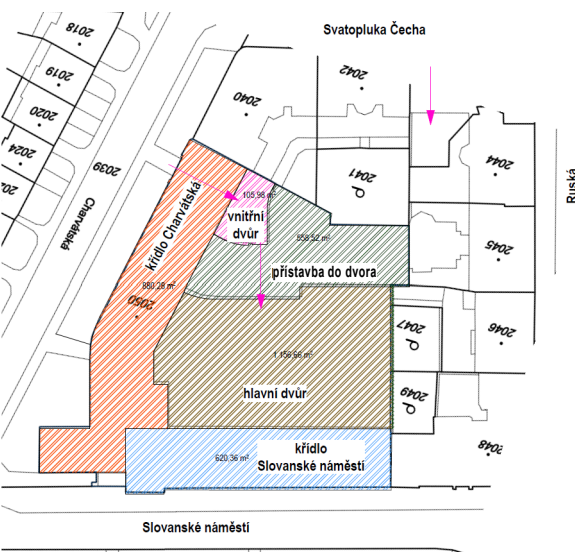 Svatopluka Čecha
2018
2019
2020
2024
2039
Charvátská
2040
2042
2041
2044
Ruská
2045
2046
2047
2049
2048
křídlo Charvátská
880,28 m²
2050
105,98 m²
vnitřní
dvůr
558,52 m²
přístavba do dvora
1 156,66 m²
hlavní dvůr
křídlo
Slovanské náměstí
620,36 m²
Slovanské náměstí